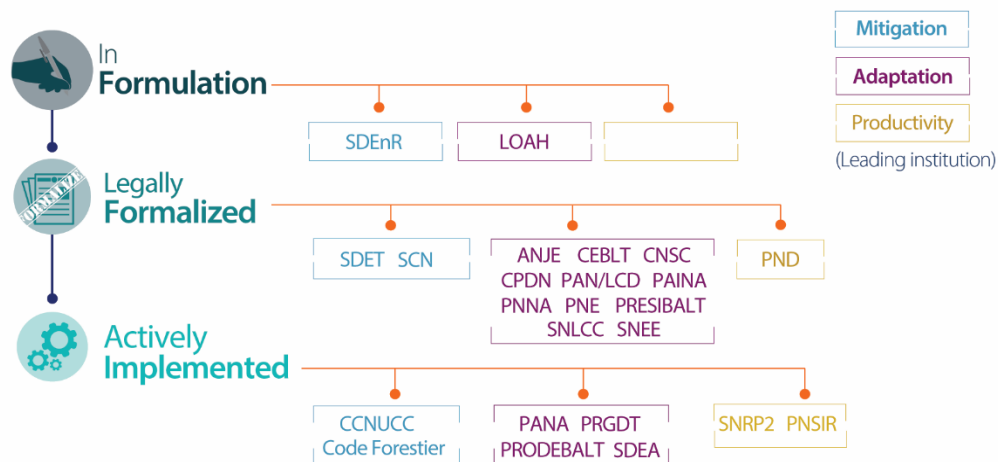 Mitigation
Adaptation
Productivity
(Leading institution)
In
Formulation
SDEnR
LOAH
Legally
Formalized
FORMALIZE
SDET SCN
ANJE CEBLT CNSC
CPDN PAN/LCD PAINA
PNNA PNE PRESIBALT
SNLCC SNEE
PND
Actively
Implemented
CCNUCC
Code Forestier
PANA PRGDT
PRODEBALT SDEA
SNRP2 PNSIR